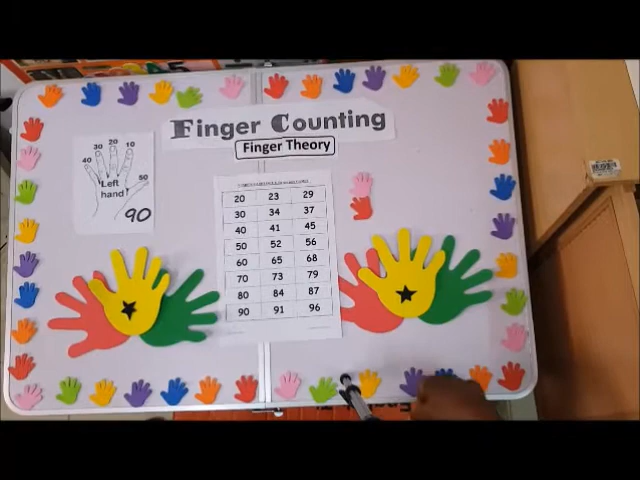 Finger Counting
Finger Theory
20
30 10
40
50
Left
hand
90
20 23 29
30 34 37
40 41 45
50 52 56
60 65 68
70 73 79
80 84 87
90 91 96